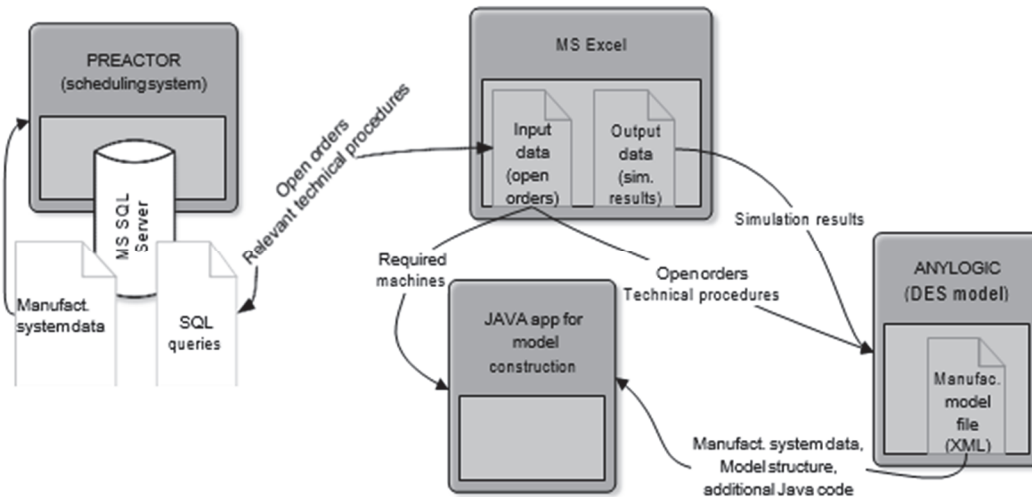 PREACTOR
(scheduling system)
MS SQL
Server
Manufact.
system data
SQL
queries
Open orders
Relevant technical procedures
MS Excel
Input
data
(open
orders)
Output
data
(sim.
results)
Simulation results
Required
machines
Open orders
Technical procedures
JAVA app for
model
construction
ANYLOGIC
(DES model)
Manufac.
model
file
(XML)
Manufact. system data,
Model structure,
additional Java code